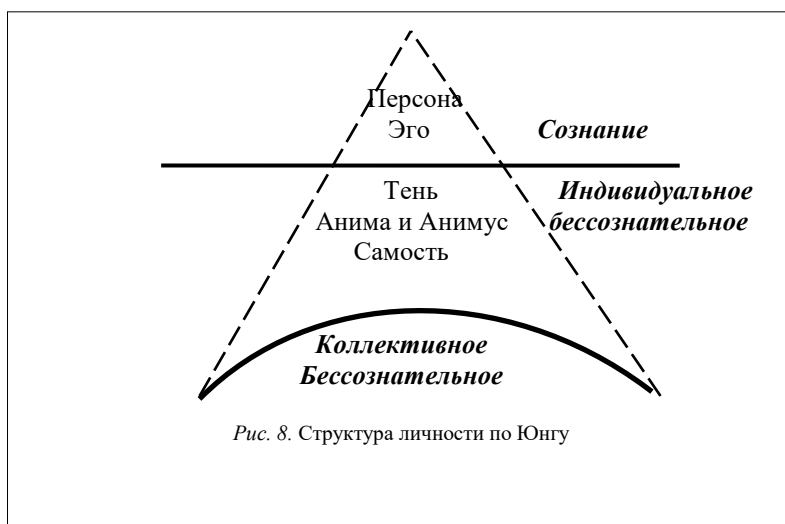 Персона
Эго
Сознание
Тень
Анима и Анимус
Самость
Индивидуальное
бессознательное
Коллективное
Бессознательное
Рис. 8. Структура личности по Юнгу